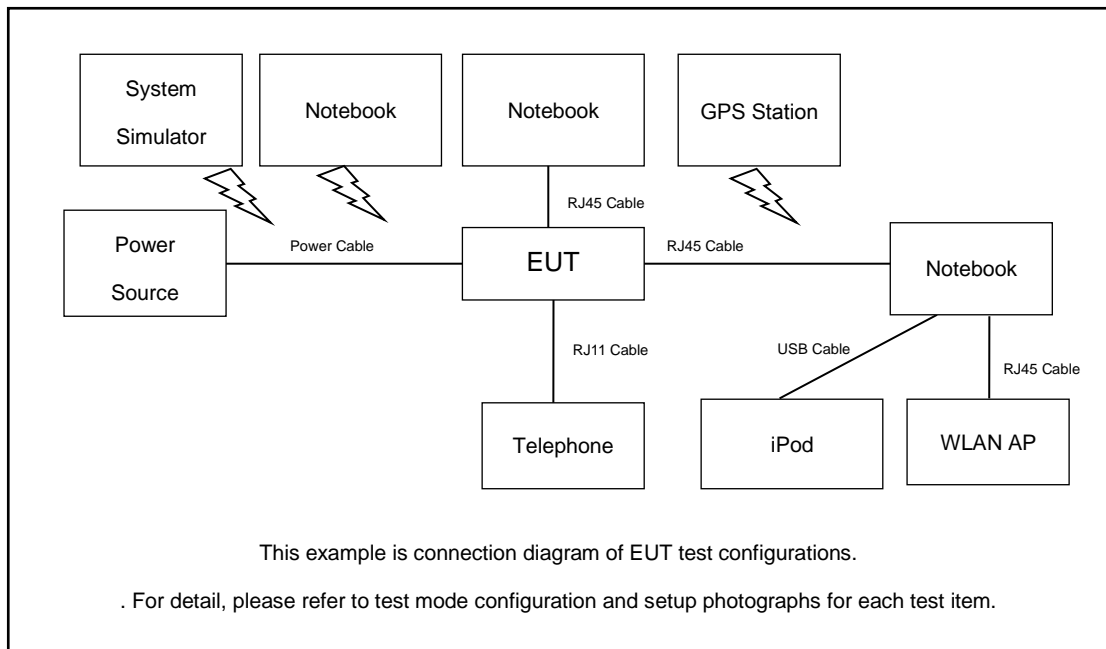 System
Simulator
Notebook
Notebook
GPS Station
RJ45 Cable
Power
Source
Power Cable
EUT
RJ45 Cable
Notebook
RJ11 Cable
USB Cable
RJ45 Cable
Telephone
iPod
WLAN AP
This example is connection diagram of EUT test configurations.
. For detail, please refer to test mode configuration and setup photographs for each test item.